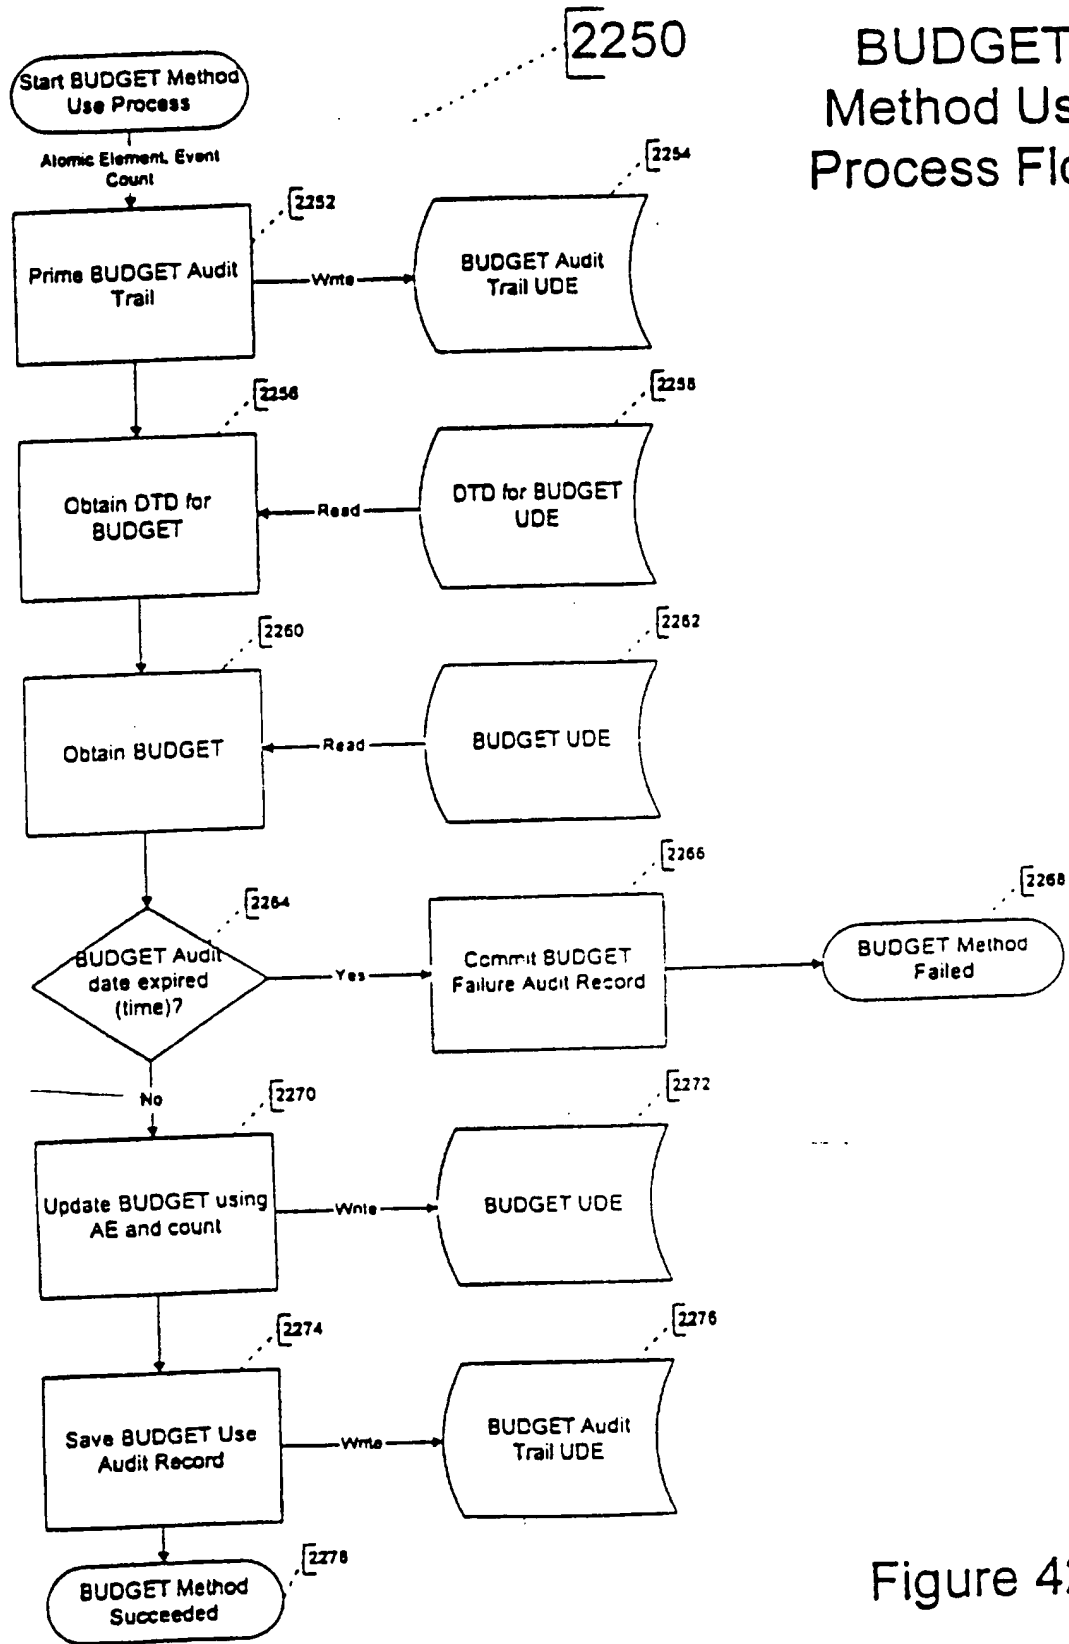 2250
BUDGET
Method Us
Process Flo
Start BUDGET Method
Use Process
Atomic Element, Event
Count
2252
Prime BUDGET Audit
Trail
Write
2254
BUDGET Audit
Trail UDE
2256
Obtain DTD for
BUDGET
Read
2258
DTD for BUDGET
UDE
2260
Obtain BUDGET
Read
2262
BUDGET UDE
2264
BUDGET Audit
date expired
(time)?
Yes
2266
Commit BUDGET
Failure Audit Record
2268
BUDGET Method
Failed
No
2270
Update BUDGET using
AE and count
Write
2272
BUDGET UDE
2274
Save BUDGET Use
Audit Record
Write
2276
BUDGET Audit
Trail UDE
2278
BUDGET Method
Succeeded
Figure 42